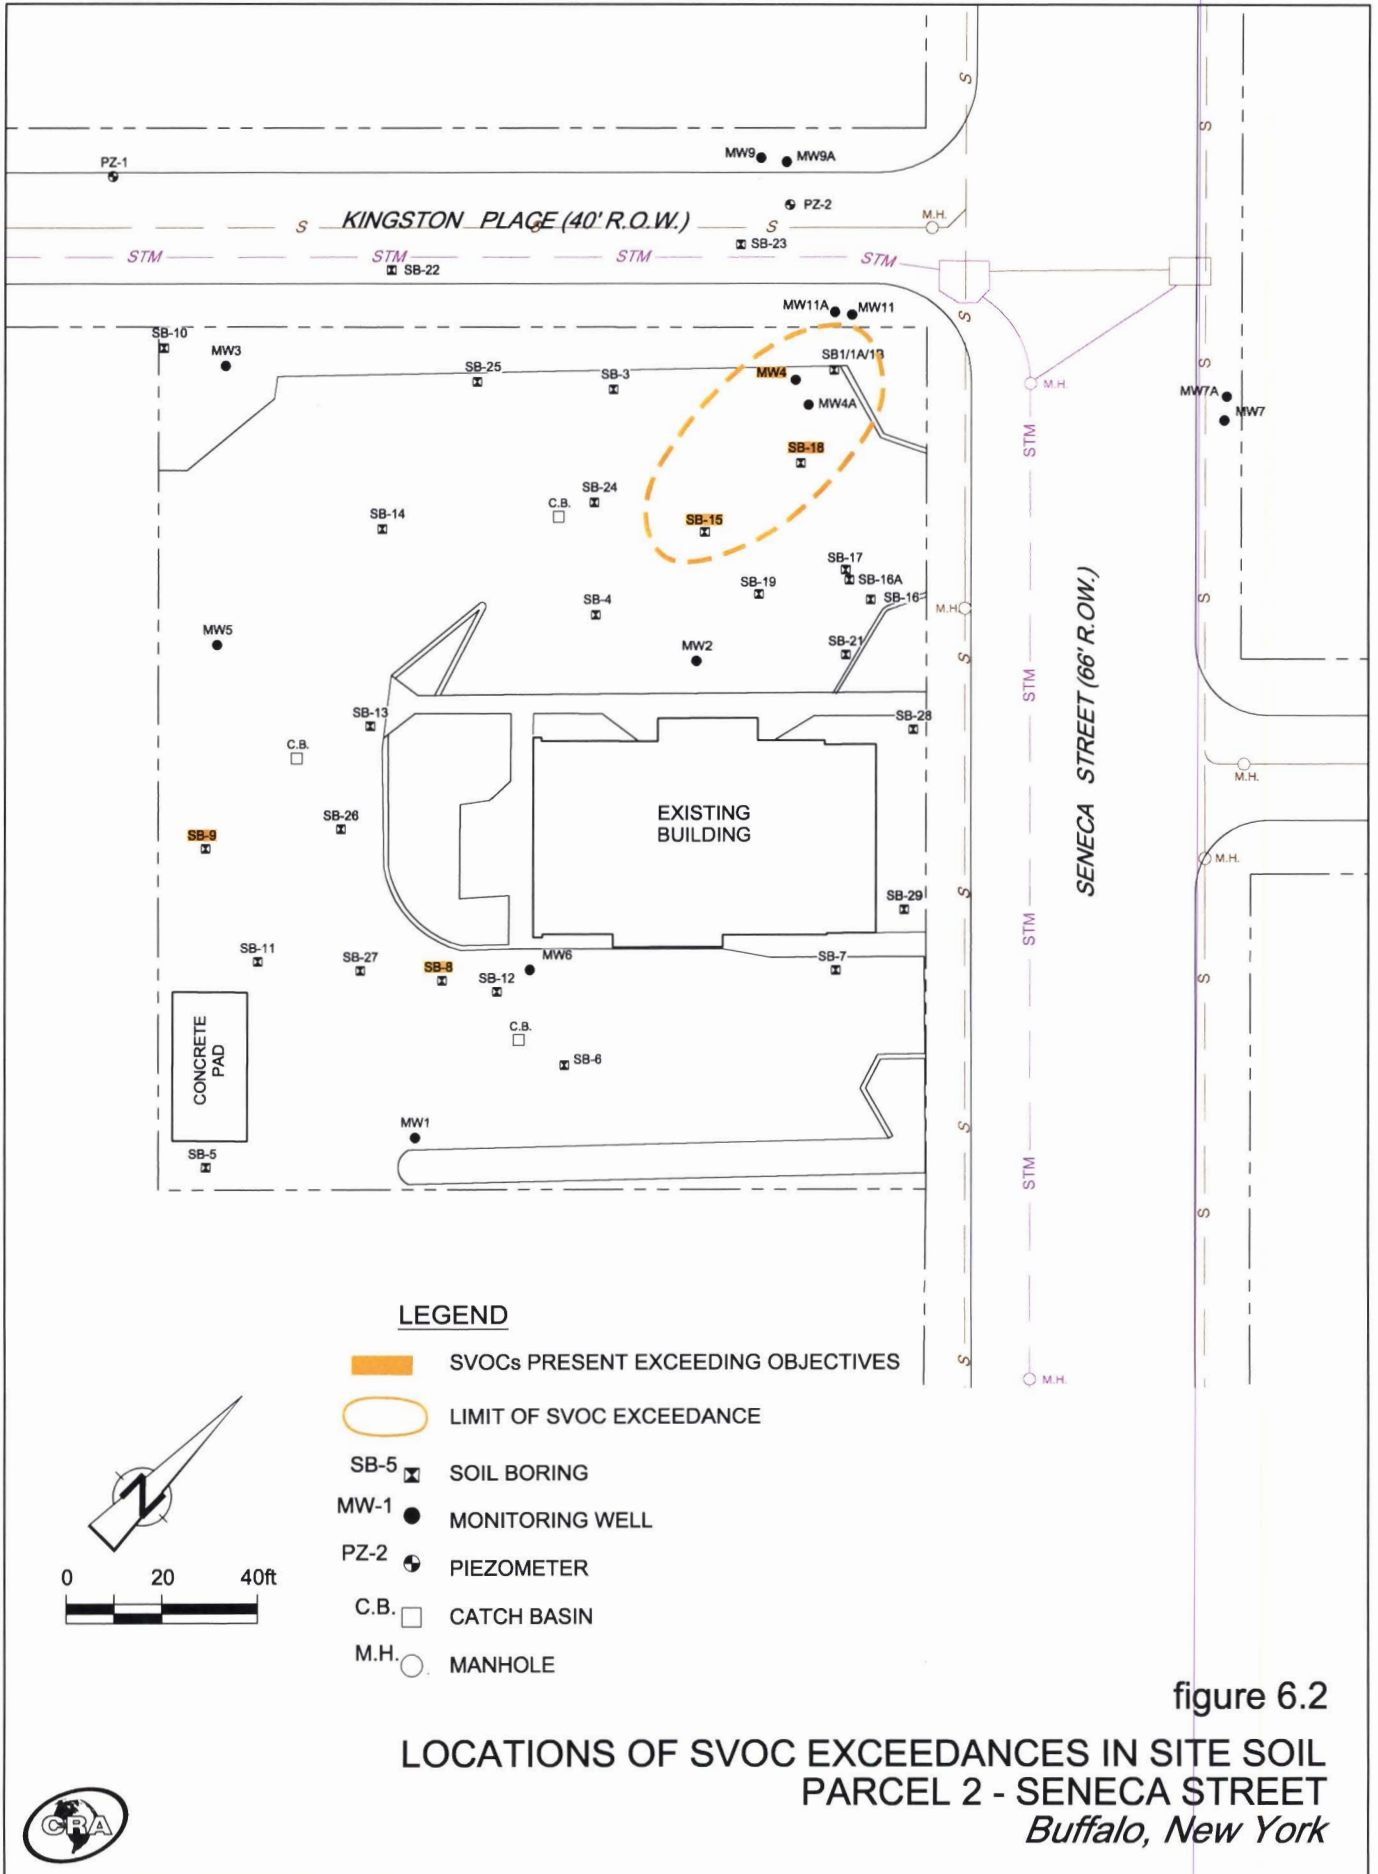 S
S
PZ-1
MW9
MW9A
PZ-2
KINGSTON PLACE (40' R.O.W.)
S
S
S
M.H.
SB-23
STM
STM
STM
STM
SB-22
MW11A
MW11
S
SB-10
MW3
SB-25
SB-3
SB1/1A/1B
MW4
MW4A
S
M.H.
MW7A
MW7
STM
SB-18
SB-24
C.B.
SB-14
SB-15
SB-17
SB-16A
SB-19
SB-16
SB-4
M.H.
S
MW5
MW2
SB-21
S
STM
SENECA STREET (66' R.OW.)
SB-13
SB-28
C.B.
M.H.
EXISTING
BUILDING
SB-26
SB-9
M.H.
SB-29
S
STM
SB-11
SB-27
SB-8
SB-12
MW6
SB-7
S
C.B.
CONCRETE
PAD
SB-6
MW1
S
SB-5
STM
S
LEGEND
S
M.H.
SVOCs PRESENT EXCEEDING OBJECTIVES
LIMIT OF SVOC EXCEEDANCE
SB-5 SOIL BORING
MW-1 MONITORING WELL
PZ-2 PIEZOMETER
C.B. CATCH BASIN
M.H. MANHOLE
N
0 20 40ft
figure 6.2
LOCATIONS OF SVOC EXCEEDANCES IN SITE SOIL
PARCEL 2 - SENECA STREET
Buffalo, New York
CRA